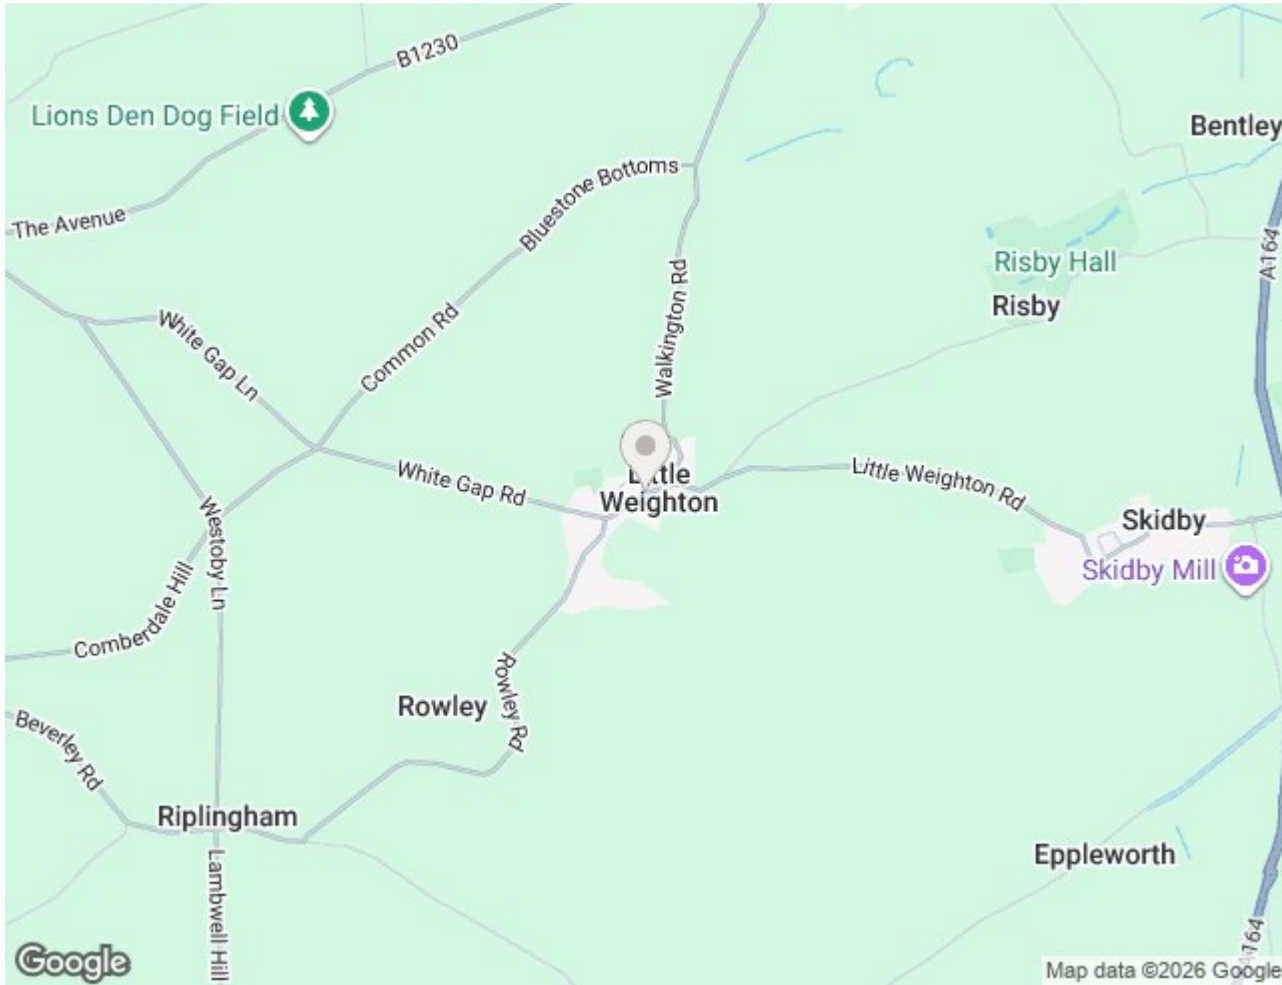 B1230
Lions Den Dog Field
Bentley
Bluestone Bottoms
The Avenue
A164
Risby Hall
Risby
Walkington Rd
White Gap Ln
Common Rd
Little
Weighton
White Gap Rd
Little Weighton Rd
Skidby
Skidby Mill
Westoby Ln
Comberdale Hill
Rowley
Rowley Rd
Beverley Rd
Riplingham
Eppleworth
Lambwell Hill
A164
Google
Map data ©2026 Google